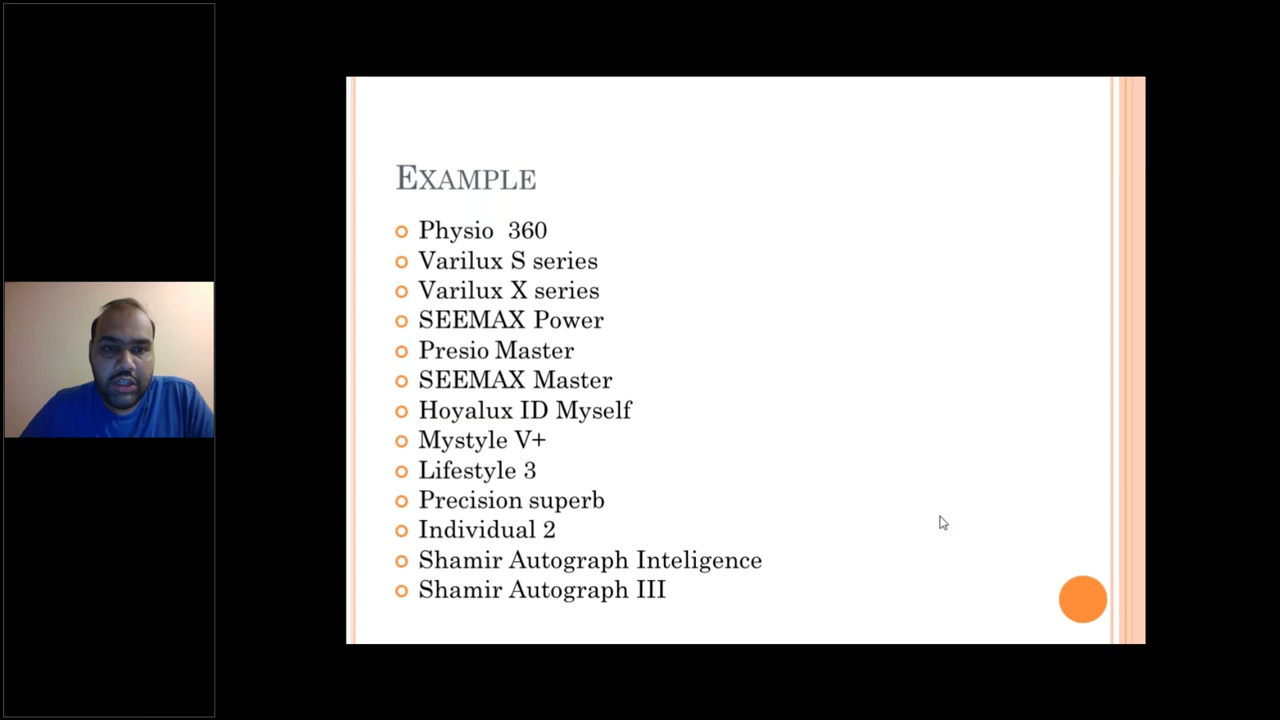 EXAMPLE
Physio 360
Varilux S series
Varilux X series
SEEMAX Power
Presio Master
SEEMAX Master
Hoyalux ID Myself
Mystyle V+
Lifestyle 3
Precision superb
Individual 2
Shamir Autograph Inteligence
Shamir Autograph III